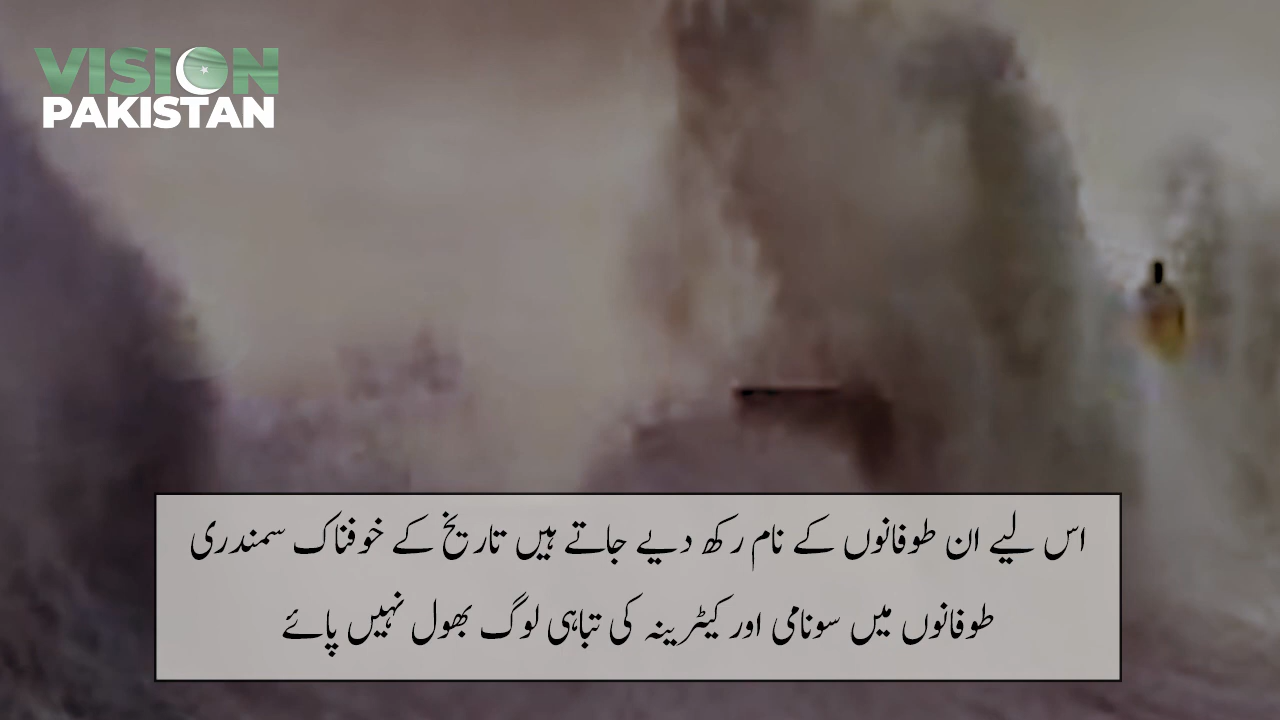 VISION
PAKISTAN
اس لیے ان طوفانوں کے نام رکھ دیے جاتے ہیں تاریخ کے خوفناک سمندری
طوفانوں میں سونامی اور کیٹرینہ کی تباہی لوگ بھول نہیں پائے